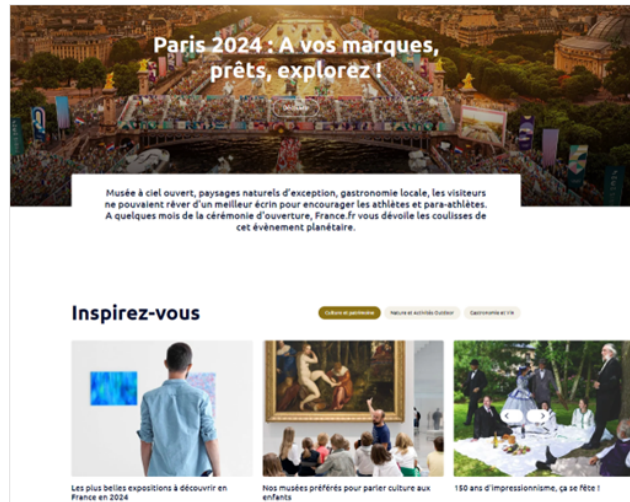 Paris 2024 : A vos marques,
prêts, explorez !
Découvrir
Musée à ciel ouvert, paysages naturels d'exception, gastronomie locale, les visiteurs
ne pouvaient rêver d'un meilleur écrin pour encourager les athlètes et para-athlètes.
A quelques mois de la cérémonie d'ouverture, France.fr vous dévoile les coulisses de
cet évènement planétaire.
Inspirez-vous
Culture et patrimoine
Nature et Activités Outdoor
Gastronomie et Vin
Les plus belles expositions à découvrir en
France en 2024
Nos musées préférés pour parler culture aux
enfants
150 ans d'impressionnisme, ça se fête !